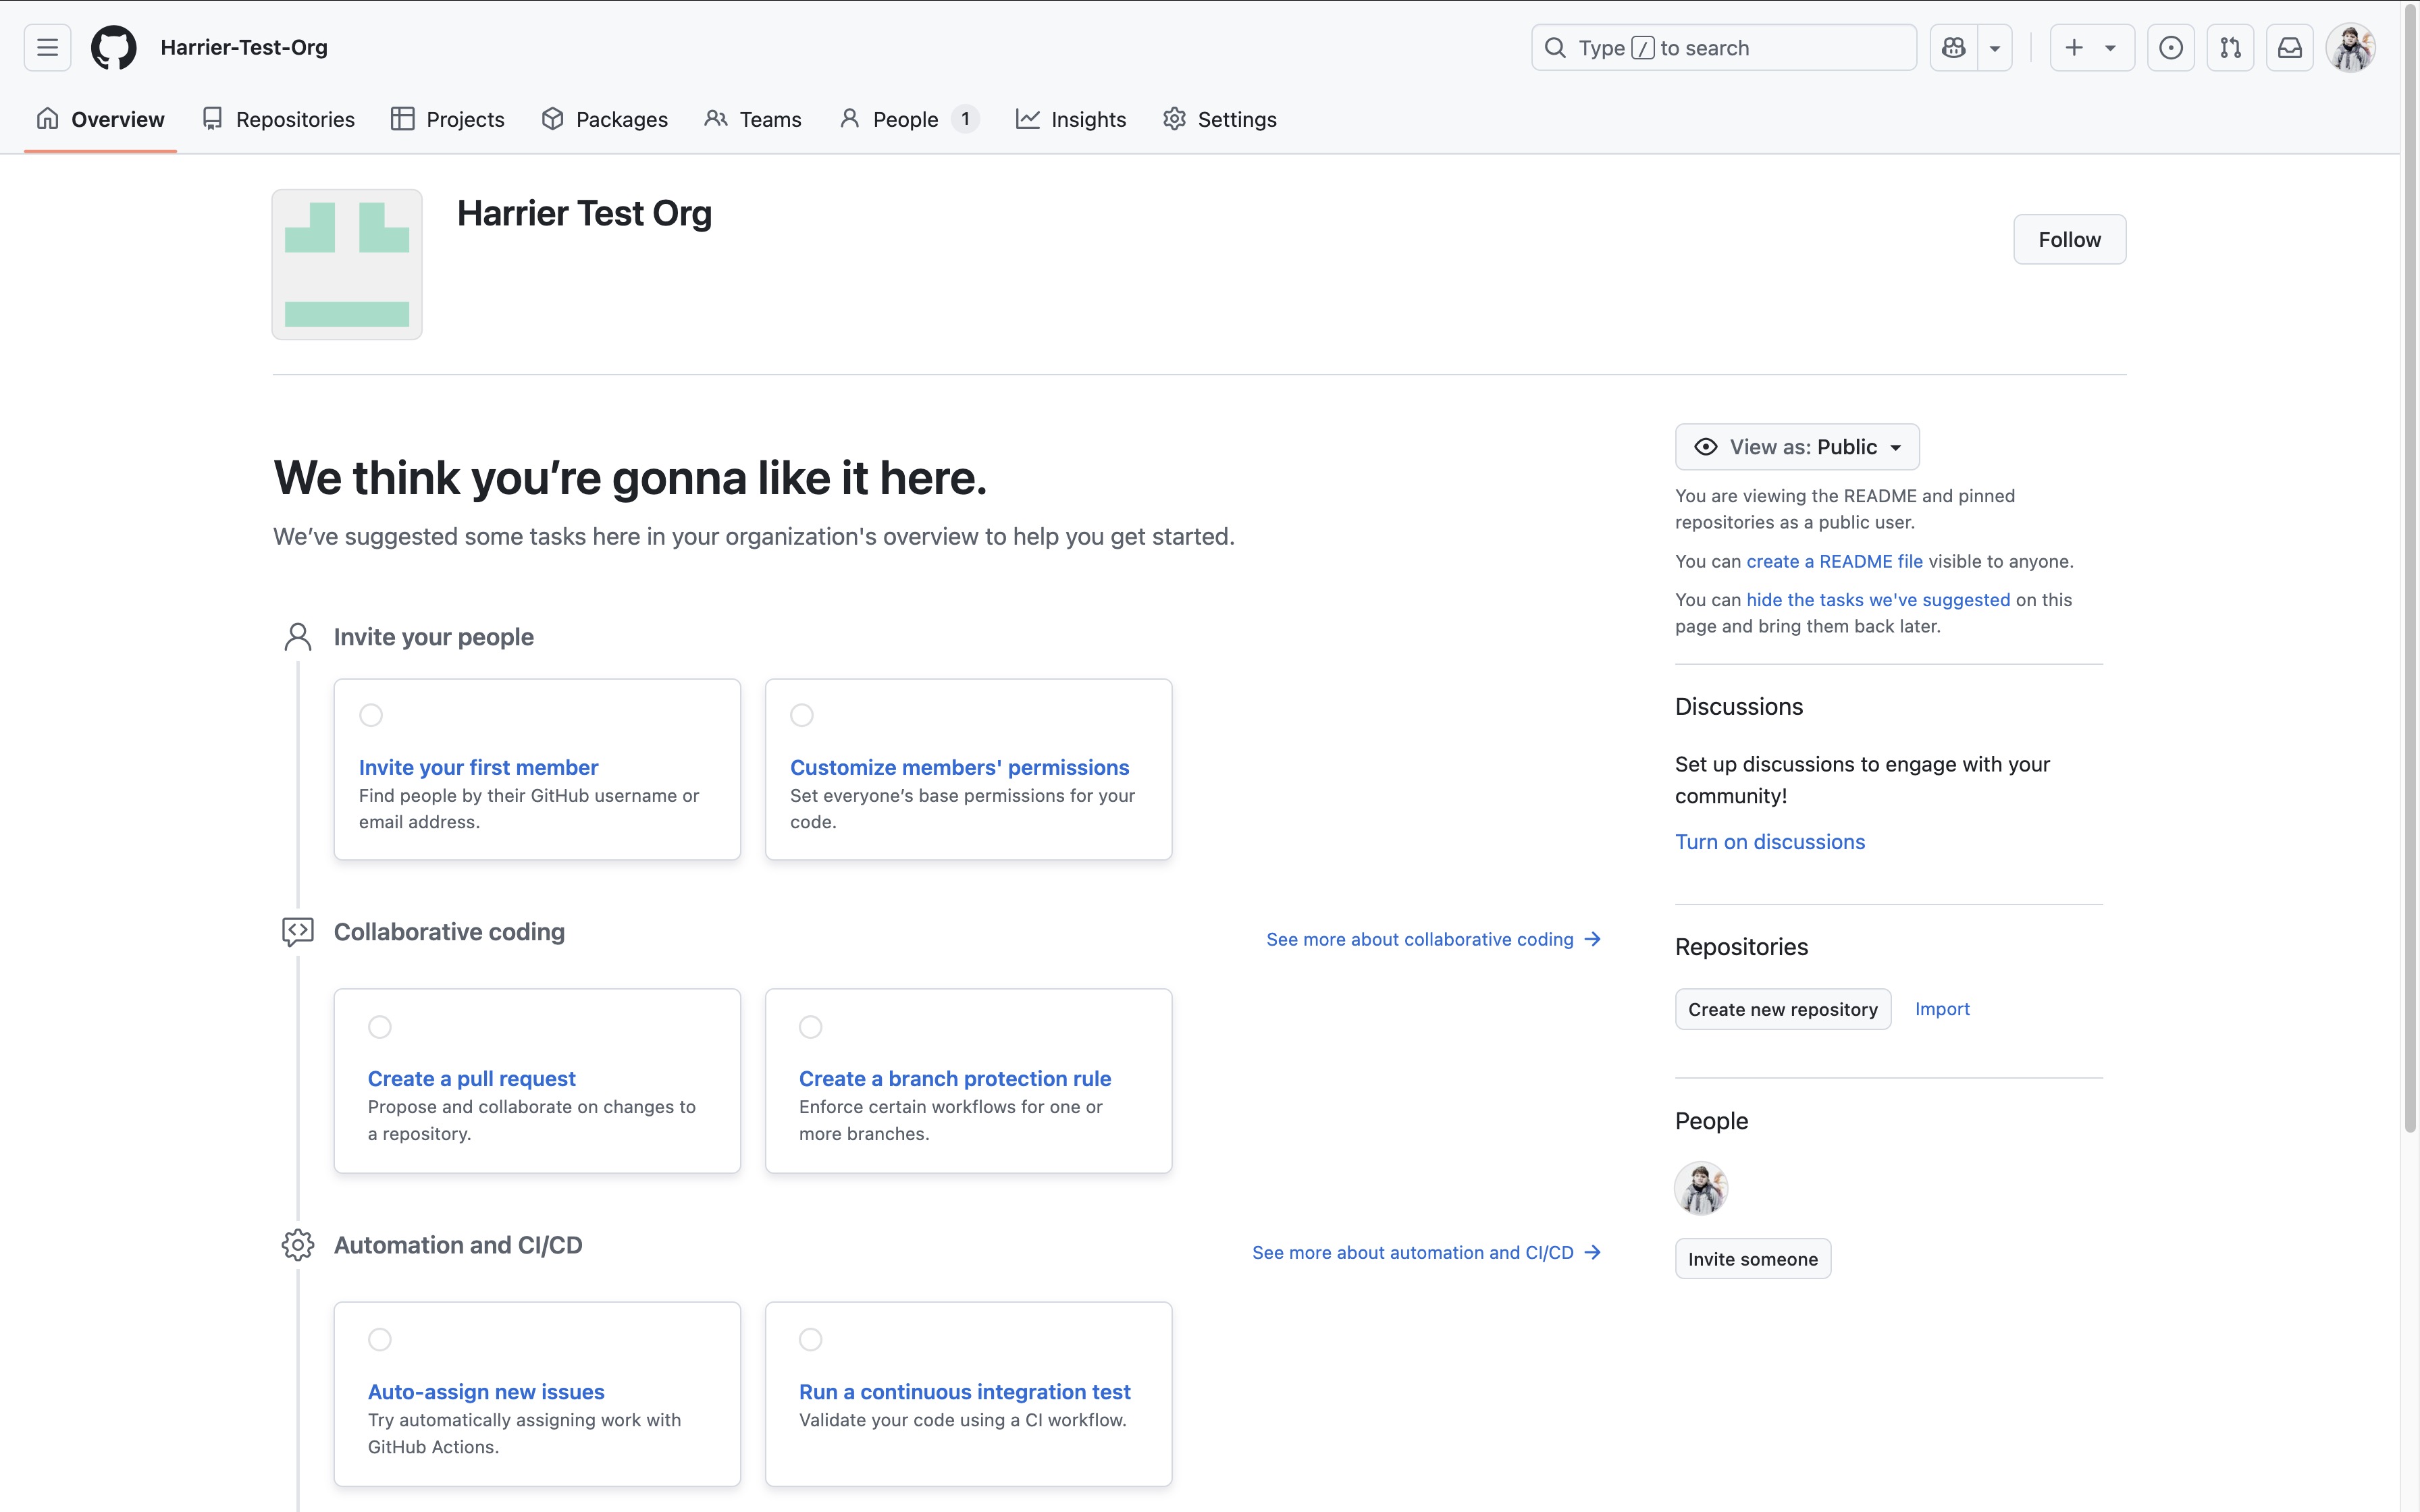 Harrier-Test-Org
Type / to search
Overview
Repositories
Projects
Packages
Teams
People 1
Insights
Settings
Harrier Test Org
Follow
We think you’re gonna like it here.
We’ve suggested some tasks here in your organization's overview to help you get started.
Invite your people
Invite your first member
Find people by their GitHub username or
email address.
Customize members' permissions
Set everyone’s base permissions for your
code.
Collaborative coding
See more about collaborative coding →
Create a pull request
Propose and collaborate on changes to
a repository.
Create a branch protection rule
Enforce certain workflows for one or
more branches.
Automation and CI/CD
See more about automation and CI/CD →
Auto-assign new issues
Try automatically assigning work with
GitHub Actions.
Run a continuous integration test
Validate your code using a CI workflow.
View as: Public
You are viewing the README and pinned
repositories as a public user.
You can create a README file visible to anyone.
You can hide the tasks we've suggested on this
page and bring them back later.
Discussions
Set up discussions to engage with your
community!
Turn on discussions
Repositories
Create new repository
Import
People
Invite someone